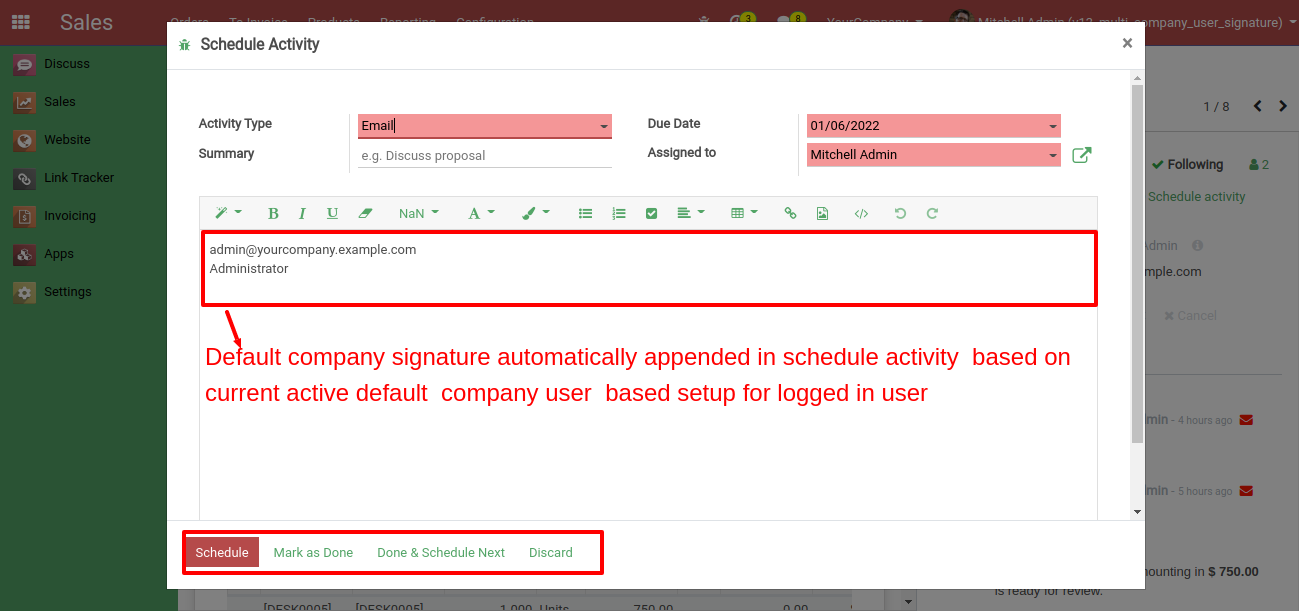 Sales
Orders To Invoice Products Reporting Configuration
3
8
YourCompany
Mitchell Admin (v13_multi_company_user_signature)
Discuss
Sales
Website
Link Tracker
Invoicing
Apps
Settings
Schedule Activity
×
Activity Type
Email
Due Date
01/06/2022
Summary
e.g. Discuss proposal
Assigned to
Mitchell Admin
B I U NaN A </>
admin@yourcompany.example.com
Administrator
Default company signature automatically appended in schedule activity based on
current active default company user based setup for logged in user
Schedule Mark as Done Done & Schedule Next Discard
1 / 8
Following 2
Schedule activity
Admin
mple.com
Cancel
min - 4 hours ago
min - 5 hours ago
ounting in $ 750.00
is ready for review.
[DESK0005] [DESK0005] 1.000 Units 750.00 0.00